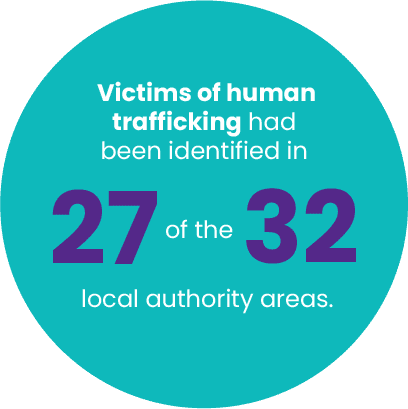 Victims of human
trafficking had
been identified in
27 of the 32
local authority areas.